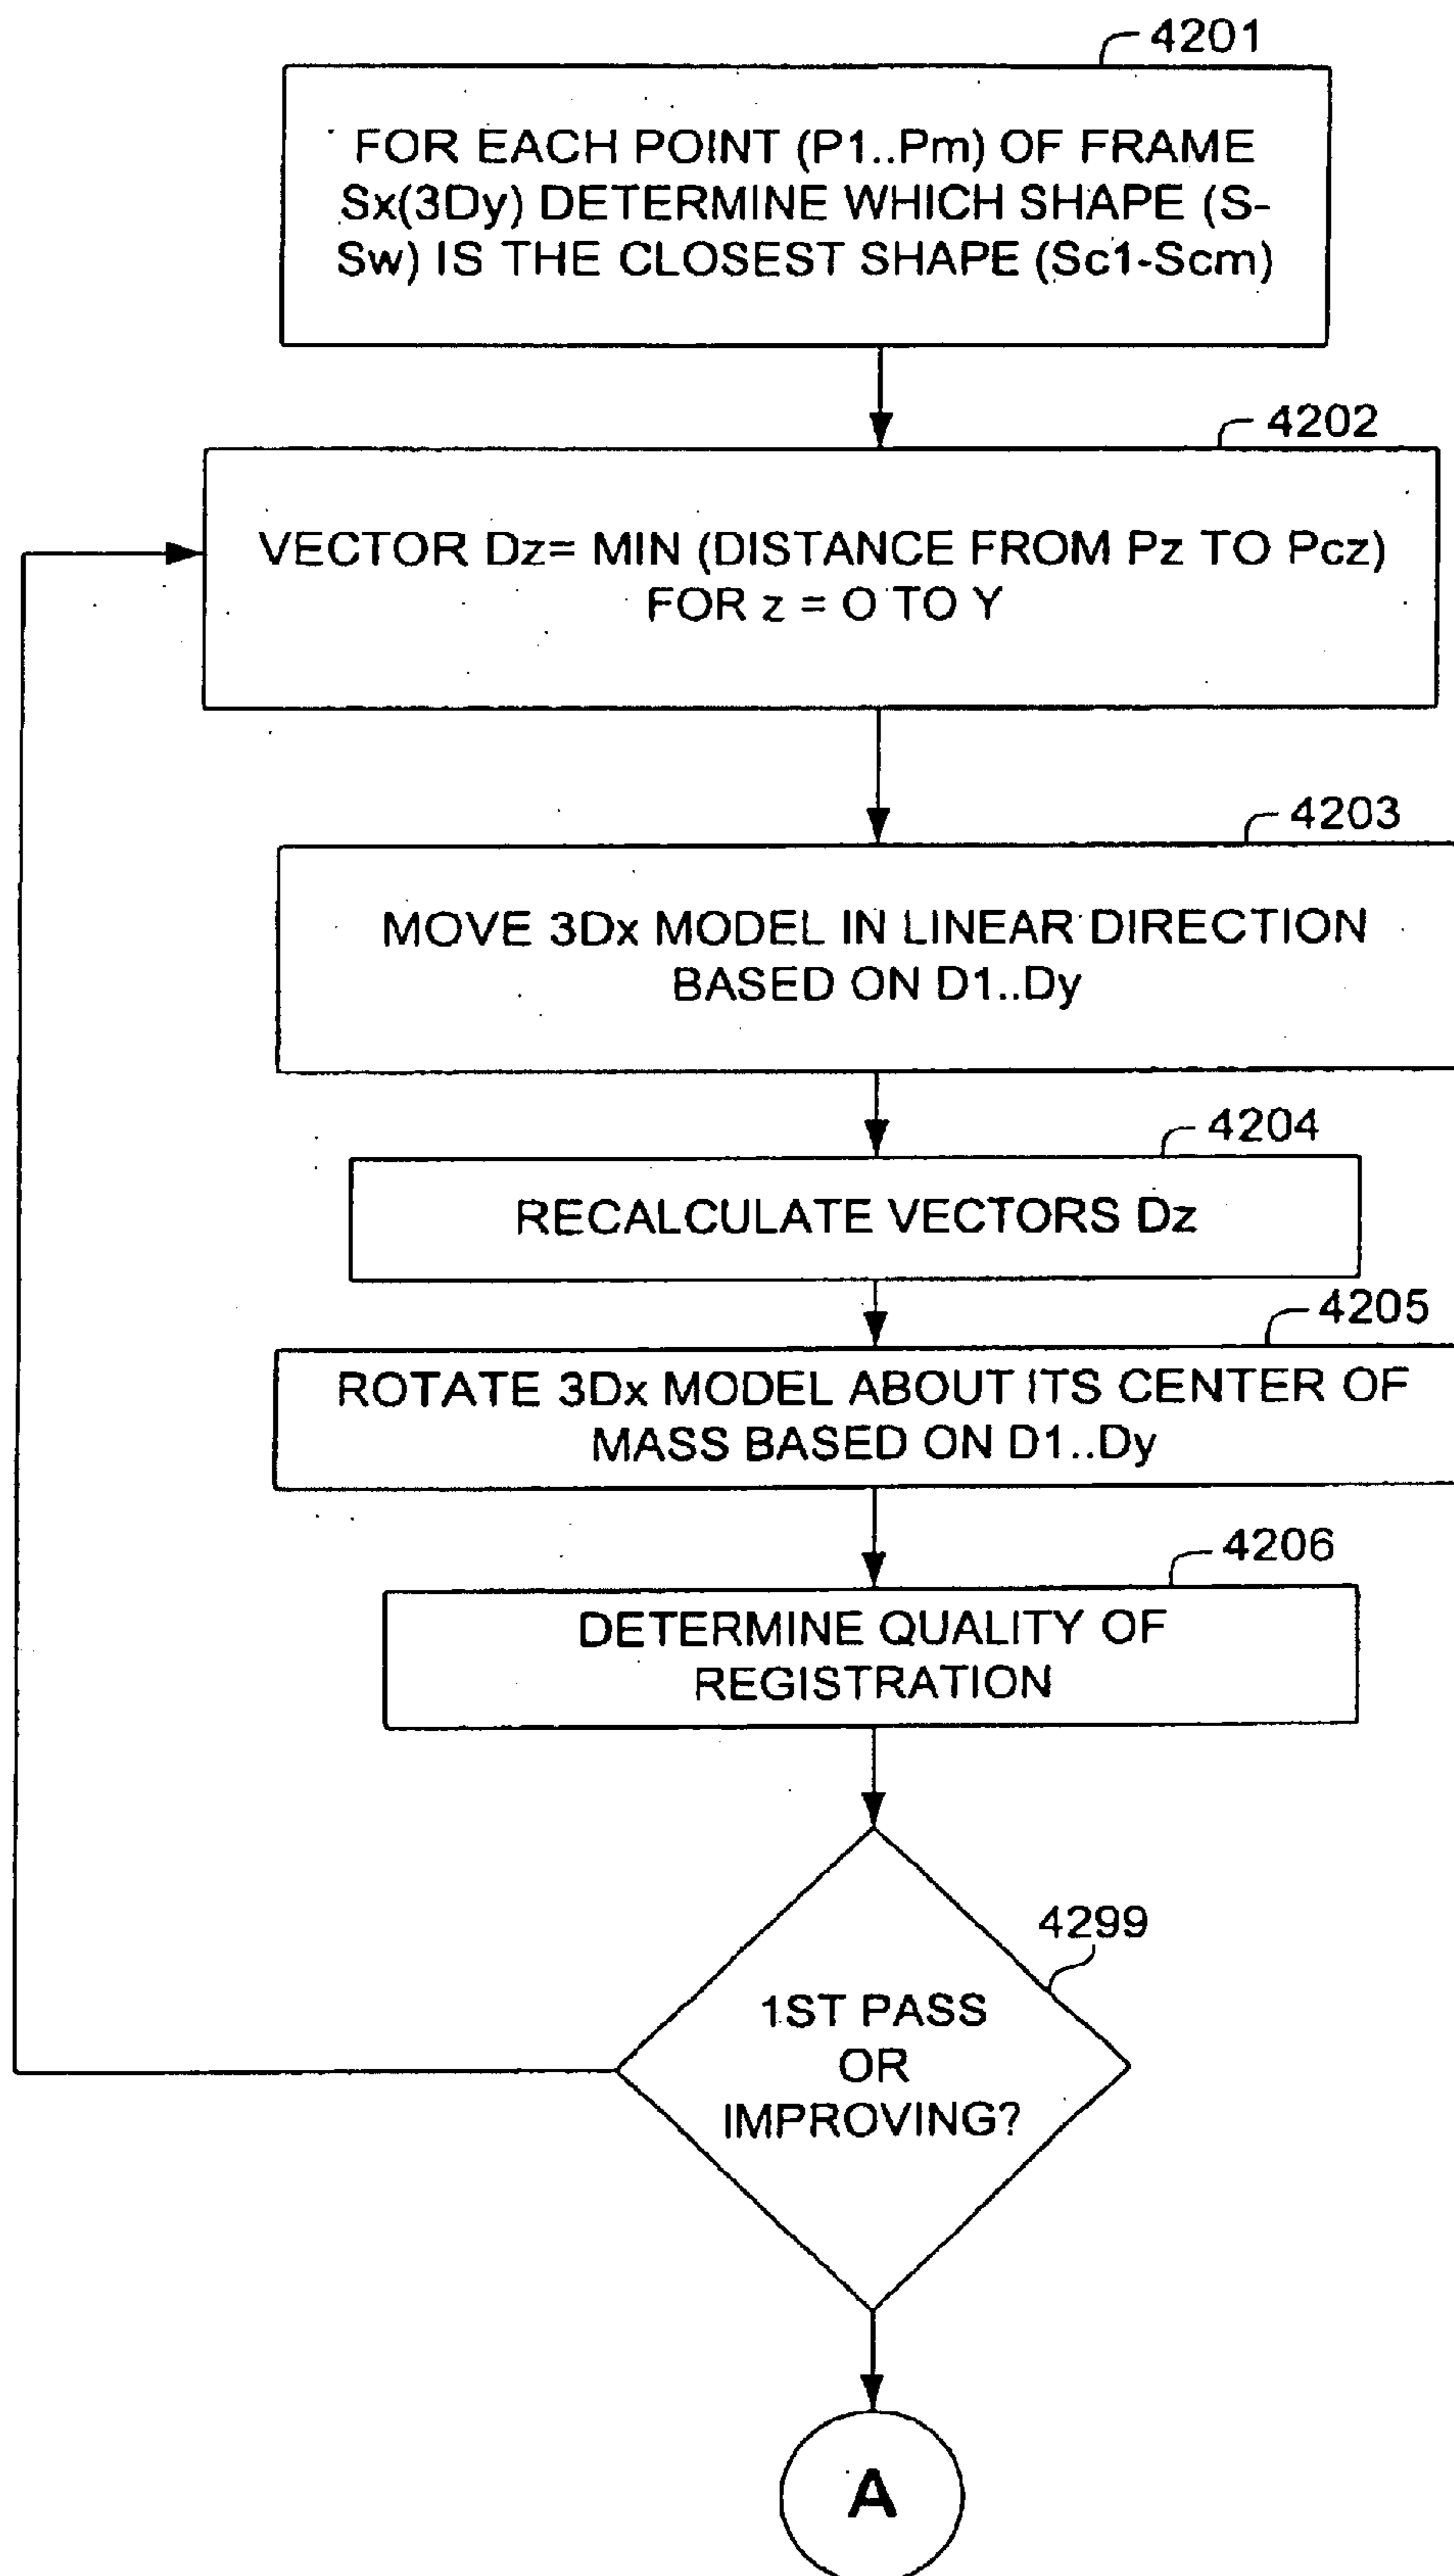 4201
FOR EACH POINT (P1..Pm) OF FRAME
Sx(3Dy) DETERMINE WHICH SHAPE (S-
Sw) IS THE CLOSEST SHAPE (Sc1-Scm)
4202
VECTOR Dz= MIN (DISTANCE FROM Pz TO Pcz)
FOR z = O TO Y
4203
MOVE 3Dx MODEL IN LINEAR DIRECTION
BASED ON D1..Dy
4204
RECALCULATE VECTORS Dz
4205
ROTATE 3Dx MODEL ABOUT ITS CENTER OF
MASS BASED ON D1..Dy
4206
DETERMINE QUALITY OF
REGISTRATION
4299
1ST PASS
OR
IMPROVING?
A